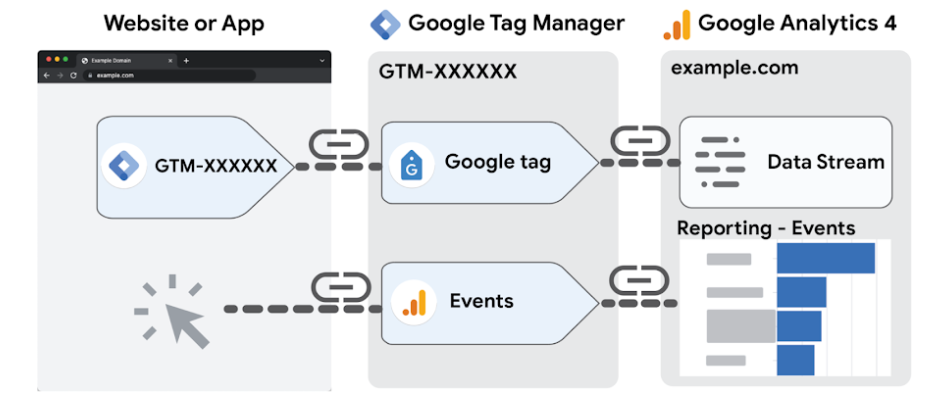 Website or App
Google Tag Manager
Google Analytics 4
Example Domain
example.com
GTM-XXXXXX
example.com
GTM-XXXXXX
Google tag
G
Data Stream
Reporting - Events
Events